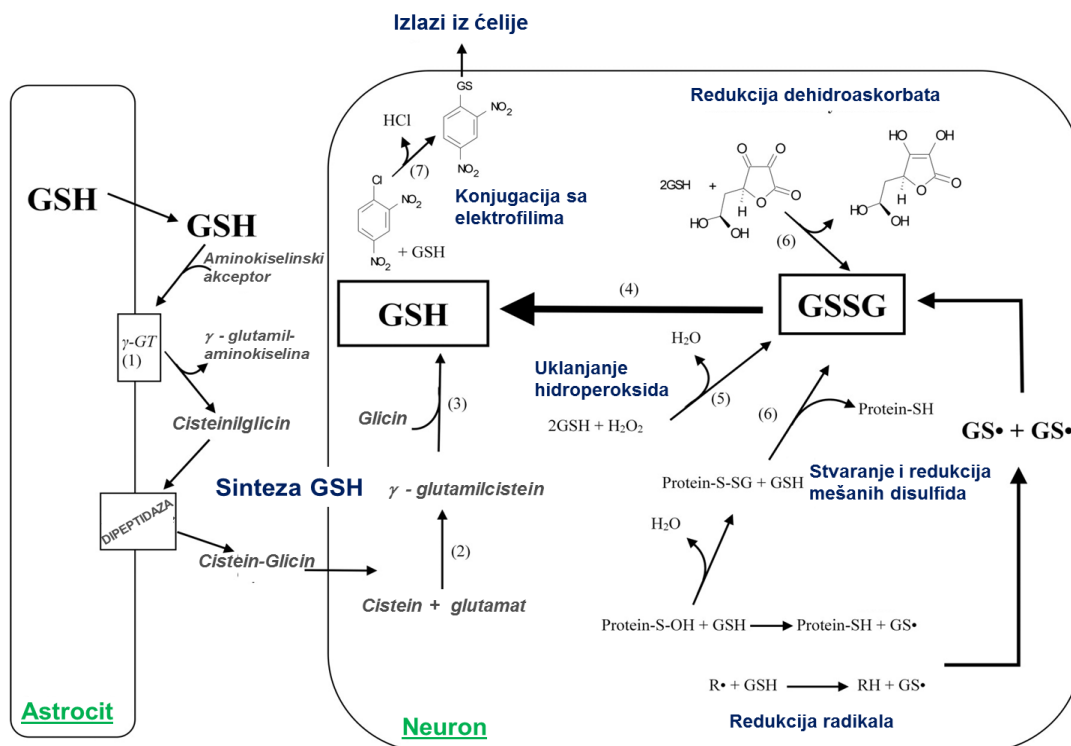 Izlazi iz ćelije
GS
NO₂
NO₂
HCl
(7)
Cl
NO₂
NO₂
+ GSH
Konjugacija sa
elektrofilima
Redukcija dehidroaskorbata
2GSH +
O
O
O
O
H
OH
OH
HO
OH
O
O
H
HO
OH
(6)
GSH
GSH
Aminokiselinski
akceptor
γ-GT
(1)
γ - glutamil-
aminokiselina
Cisteinilglicin
DIPEPTIDAZA
Cistein-Glicin
GSH
(4)
GSSG
Glicin
(3)
Uklanjanje
hidroperoksida
H₂O
2GSH + H₂O₂
(5)
(6)
Protein-SH
GS• + GS•
Sinteza GSH
γ - glutamilcistein
(2)
Cistein + glutamat
Protein-S-SG + GSH
Stvaranje i redukcija
mešanih disulfida
H₂O
Protein-S-OH + GSH
Protein-SH + GS•
R• + GSH
RH + GS•
Redukcija radikala
Astrocit
Neuron